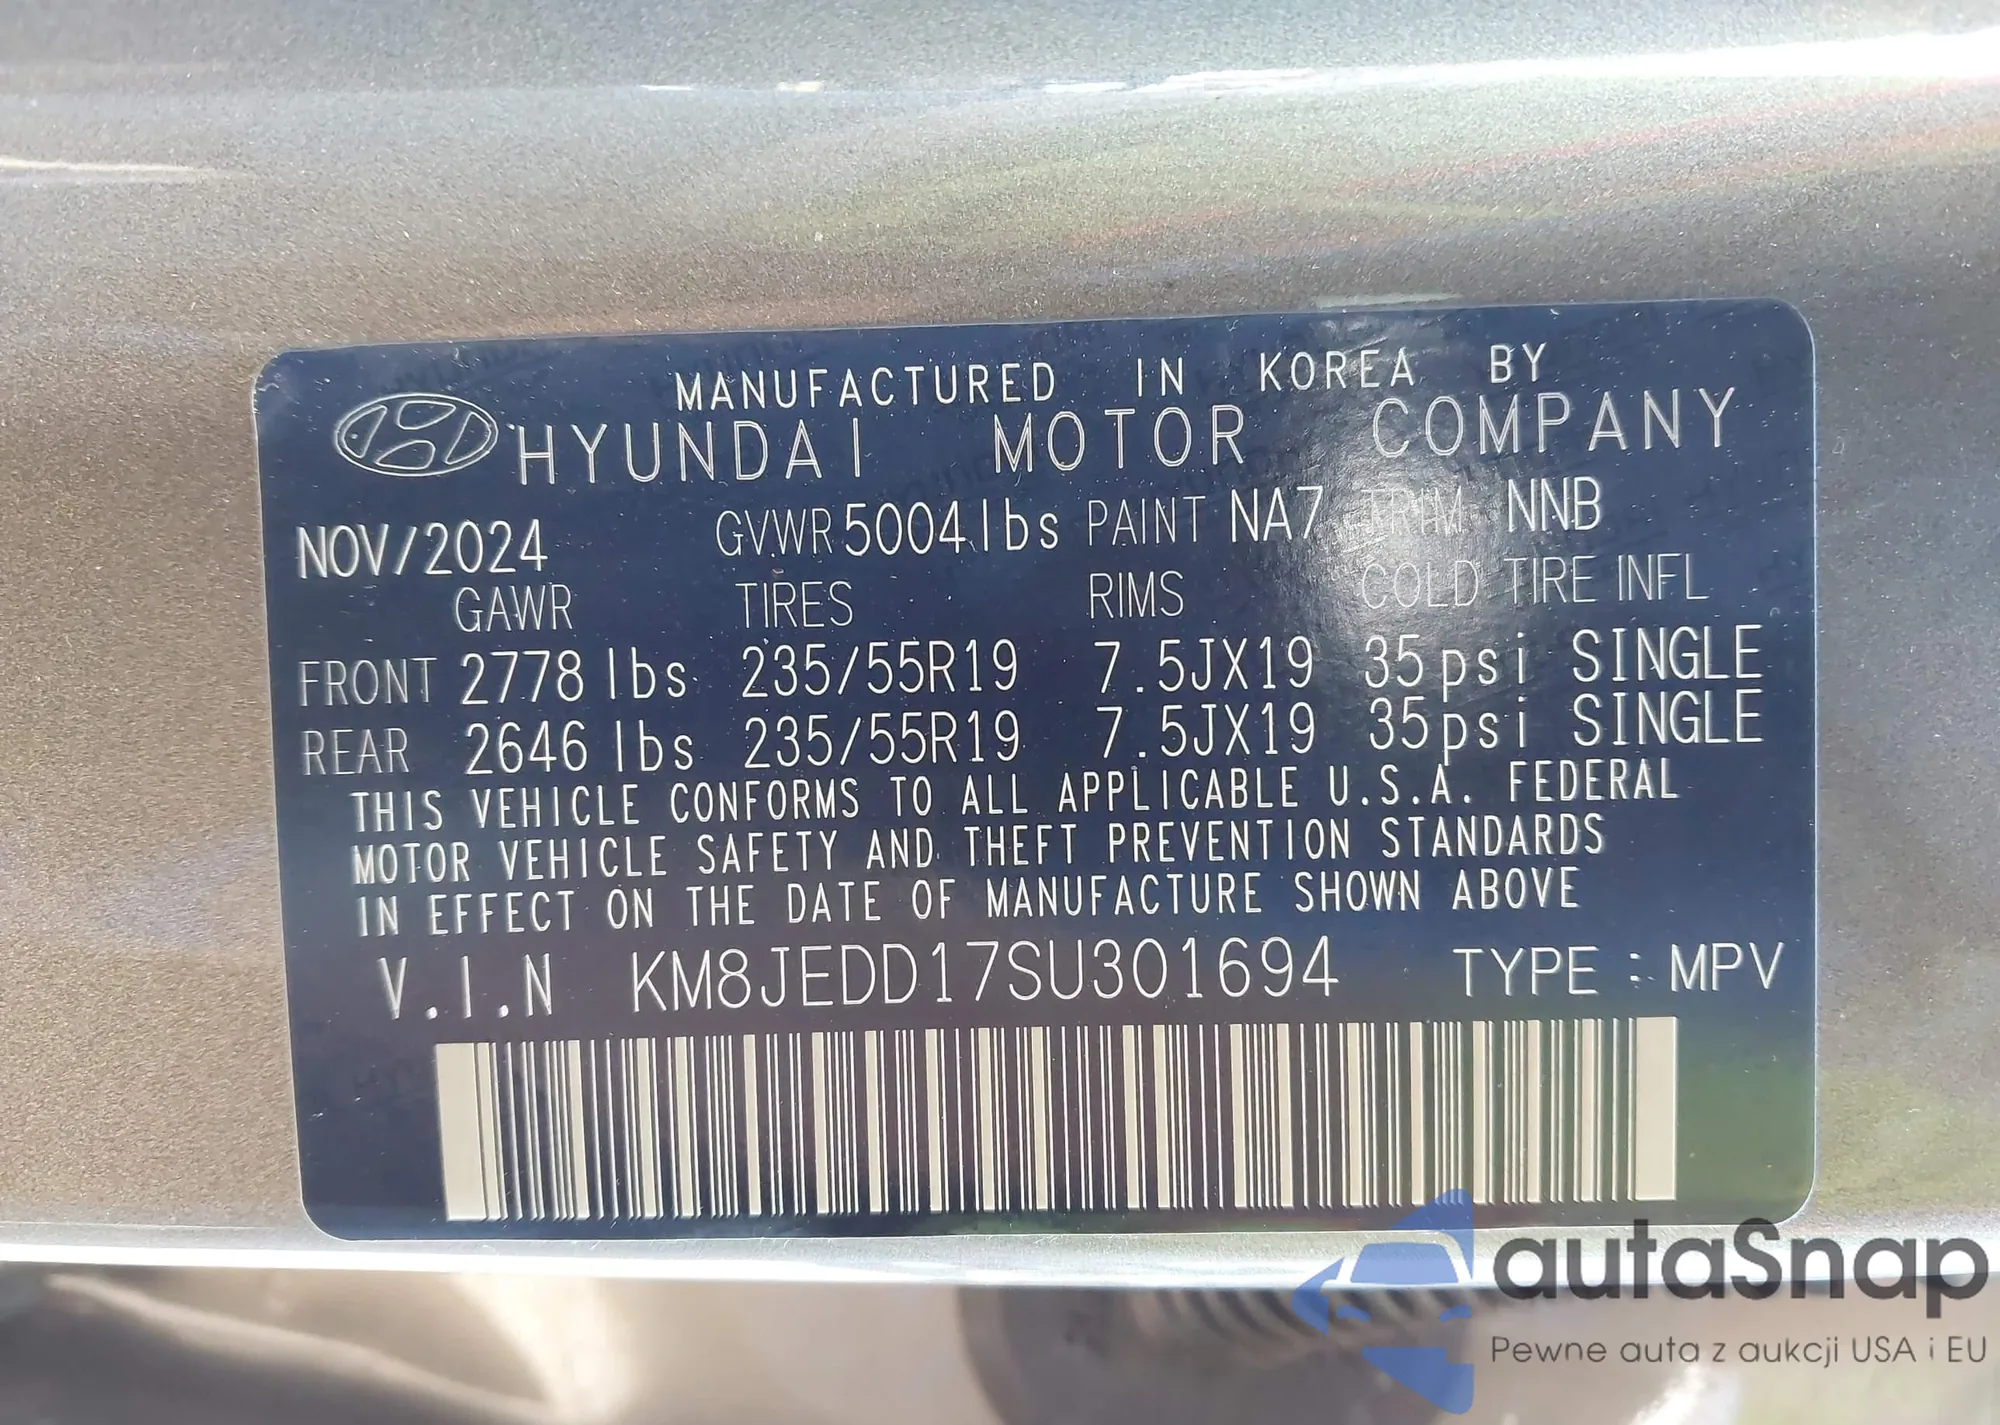 MANUFACTURED IN KOREA BY
HYUNDAI MOTOR COMPANY
NOV/2024 GVWR 5004lbs PAINT NA7 TRIM NNB
GAWR TIRES RIMS COLD TIRE INFL
FRONT 2778 lbs 235/55R19 7.5JX19 35psi SINGLE
REAR 2646 lbs 235/55R19 7.5JX19 35psi SINGLE
THIS VEHICLE CONFORMS TO ALL APPLICABLE U.S.A. FEDERAL
MOTOR VEHICLE SAFETY AND THEFT PREVENTION STANDARDS
IN EFFECT ON THE DATE OF MANUFACTURE SHOWN ABOVE
V.I.N KM8JEDD17SU301694 TYPE : MPV
autaSnap
Pewne auta z aukcji USA i EU